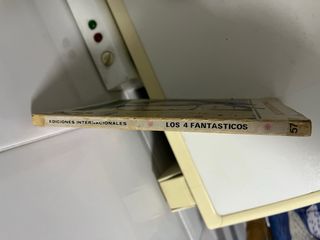 EDICIONES INTERNACIONALES LOS 4 FANTASTICOS 57